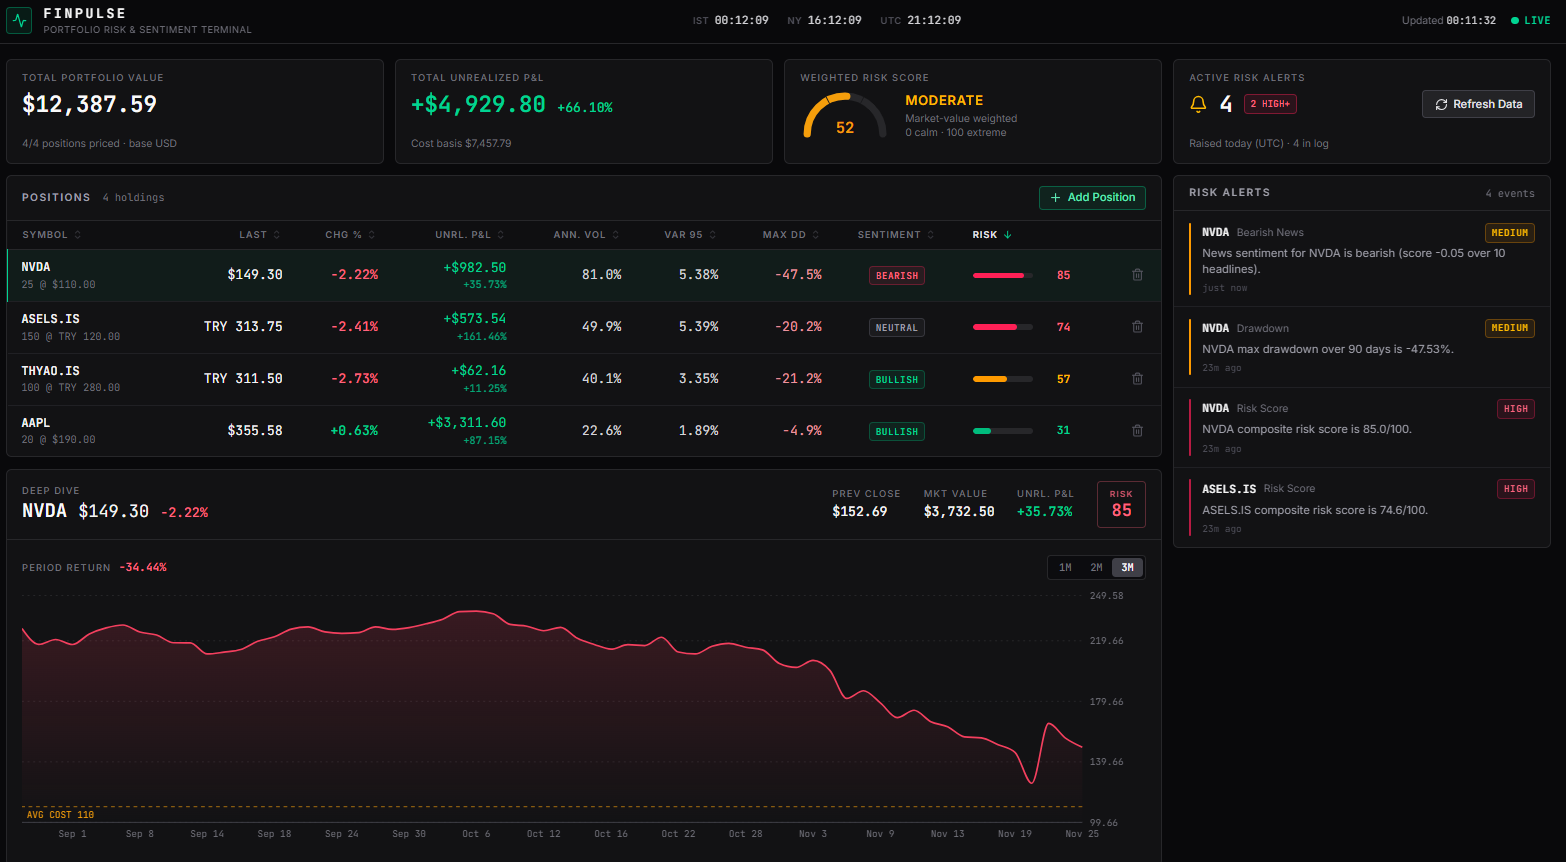 FINPULSE
PORTFOLIO RISK & SENTIMENT TERMINAL
IST 00:12:09 NY 16:12:09 UTC 21:12:09
Updated 00:11:32 LIVE
TOTAL PORTFOLIO VALUE
$12,387.59
4/4 positions priced · base USD
TOTAL UNREALIZED P&L
+$4,929.80 +66.10%
Cost basis $7,457.79
WEIGHTED RISK SCORE
52
MODERATE
Market-value weighted
0 calm · 100 extreme
ACTIVE RISK ALERTS
4 2 HIGH+
Refresh Data
Raised today (UTC) · 4 in log
POSITIONS 4 holdings
Add Position
SYMBOL LAST CHG % UNRL. P&L ANN. VOL VAR 95 MAX DD SENTIMENT RISK
NVDA $149.30 -2.22% +$982.50 81.0% 5.38% -47.5% BEARISH 85
25 @ $110.00 +35.73%
ASELS.IS TRY 313.75 -2.41% +$573.54 49.9% 5.39% -20.2% NEUTRAL 74
150 @ TRY 120.00 +161.46%
THYAO.IS TRY 311.50 -2.73% +$62.16 40.1% 3.35% -21.2% BULLISH 57
100 @ TRY 280.00 +11.25%
AAPL $355.58 +0.63% +$3,311.60 22.6% 1.89% -4.9% BULLISH 31
20 @ $190.00 +87.15%
DEEP DIVE
NVDA $149.30 -2.22%
PREV CLOSE MKT VALUE UNRL. P&L RISK
$152.69 $3,732.50 +35.73% 85
PERIOD RETURN -34.44%
1M 2M 3M
249.58
219.66
179.66
139.66
99.66
AVG COST 110
Sep 1 Sep 8 Sep 14 Sep 18 Sep 24 Sep 30 Oct 6 Oct 12 Oct 16 Oct 22 Oct 28 Nov 3 Nov 9 Nov 13 Nov 19 Nov 25
RISK ALERTS 4 events
NVDA Bearish News MEDIUM
News sentiment for NVDA is bearish (score -0.05 over 10
headlines).
just now
NVDA Drawdown MEDIUM
NVDA max drawdown over 90 days is -47.53%.
23m ago
NVDA Risk Score HIGH
NVDA composite risk score is 85.0/100.
23m ago
ASELS.IS Risk Score HIGH
ASELS.IS composite risk score is 74.6/100.
23m ago